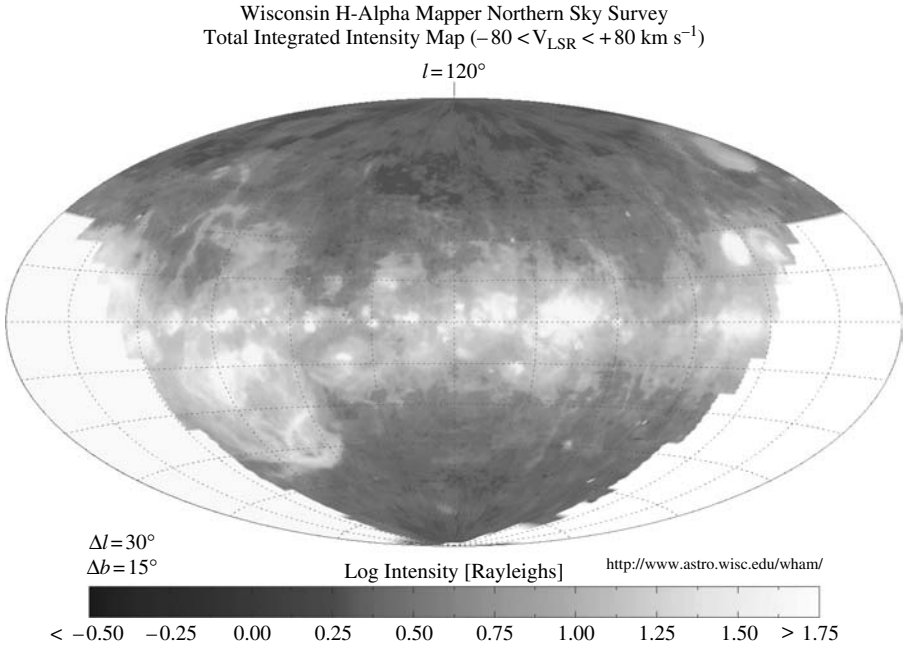 Wisconsin H-Alpha Mapper Northern Sky Survey
Total Integrated Intensity Map (−80 < V_LSR < +80 km s⁻¹)
l = 120°
Δl = 30°
Δb = 15°
Log Intensity [Rayleighs]
http://www.astro.wisc.edu/wham/
< −0.50 −0.25 0.00 0.25 0.50 0.75 1.00 1.25 1.50 > 1.75